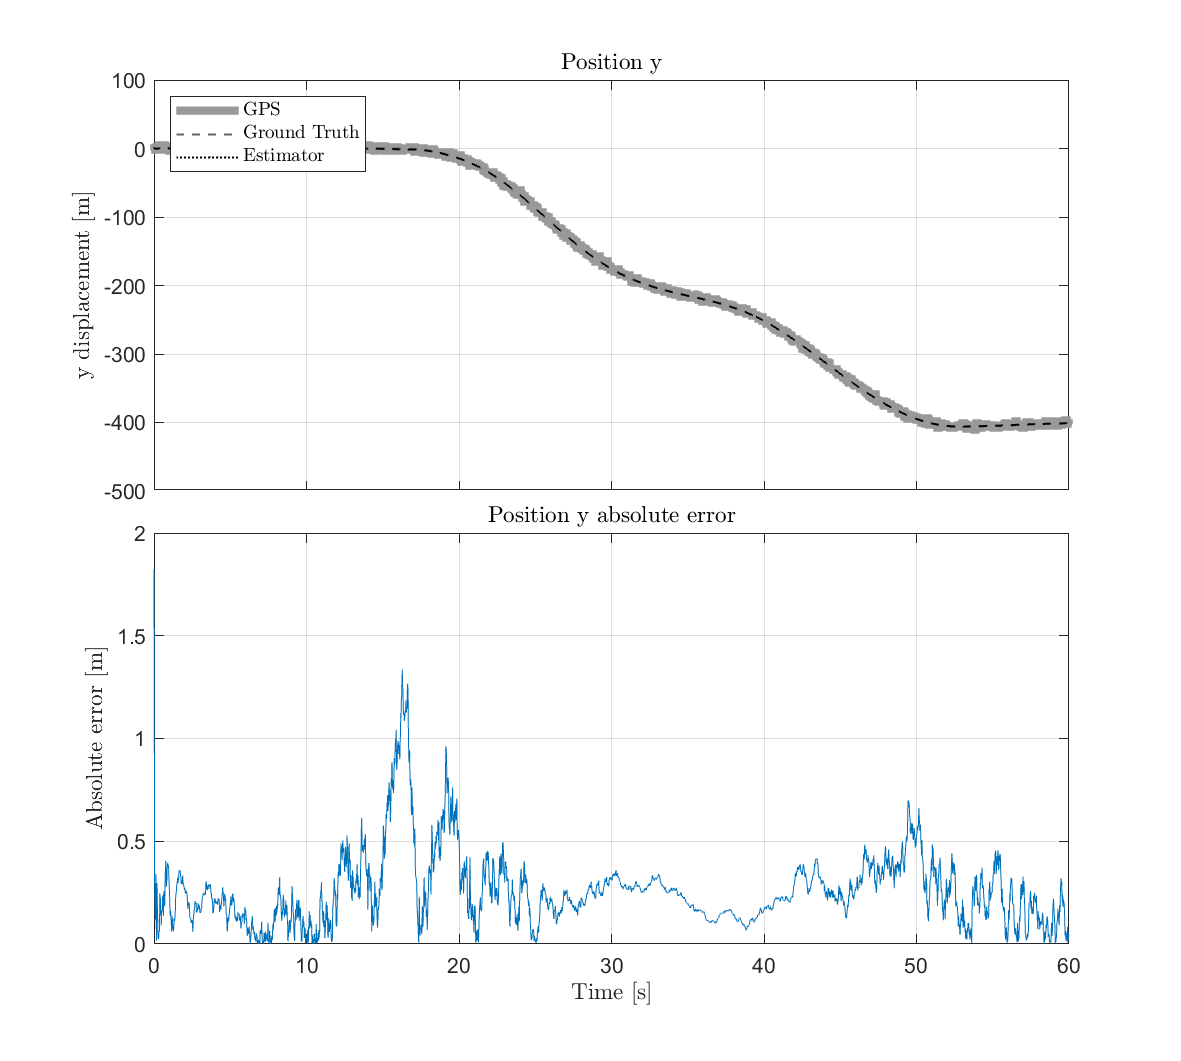 Position y
100
0
-100
-200
-300
-400
-500
y displacement [m]
GPS
Ground Truth
Estimator
Position y absolute error
2
1.5
1
0.5
0
Absolute error [m]
0 10 20 30 40 50 60
Time [s]